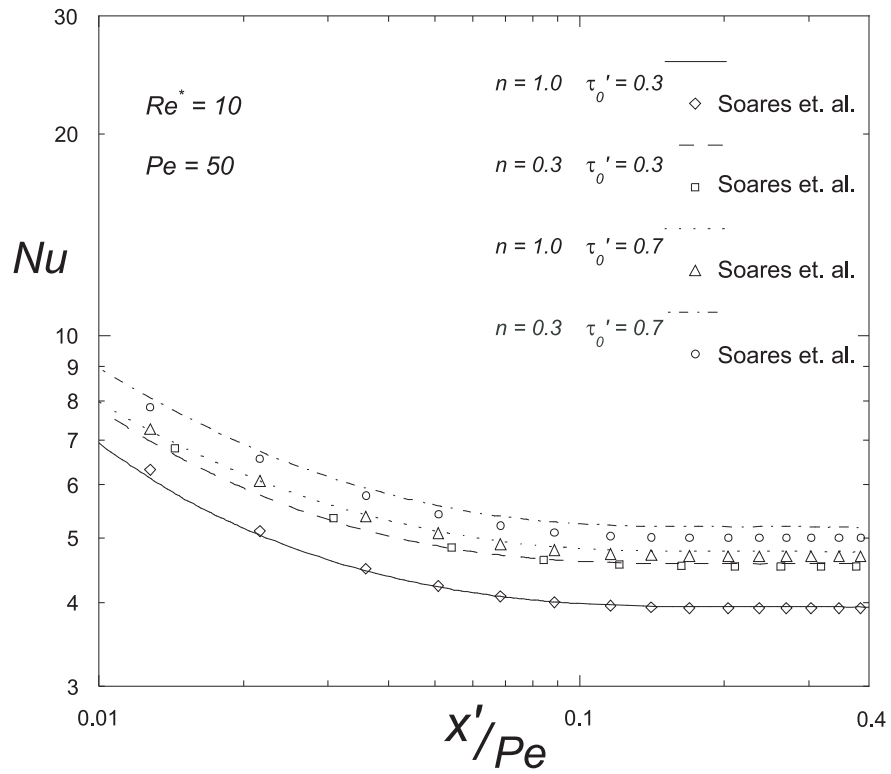 30
n = 1.0 τ₀' = 0.3
Re* = 10
Soares et. al.
20
n = 0.3 τ₀' = 0.3
Pe = 50
Soares et. al.
n = 1.0 τ₀' = 0.7
Nu
Soares et. al.
n = 0.3 τ₀' = 0.7
10
Soares et. al.
9
8
7
6
5
4
3
0.01
0.1
0.4
x'/Pe